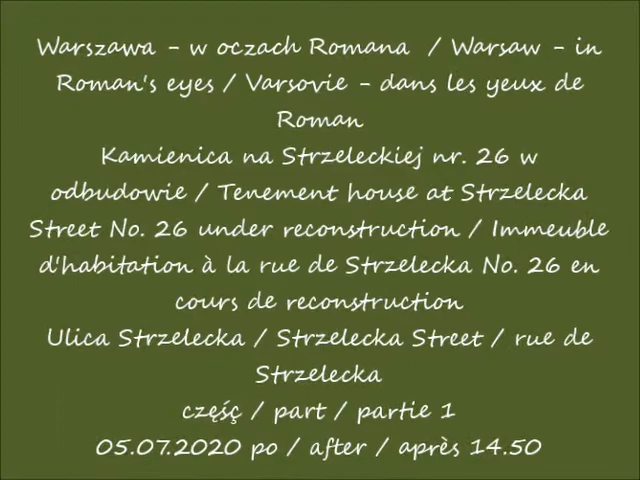 Warszawa - w oczach Romana / Warsaw - in
Roman's eyes / Varsovie - dans les yeux de
Roman
Kamienica na Strzeleckiej nr. 26 w
odbudowie / Tenement house at Strzelecka
Street No. 26 under reconstruction / Immeuble
d'habitation à la rue de Strzelecka No. 26 en
cours de reconstruction
Ulica Strzelecka / Strzelecka Street / rue de
Strzelecka
częśç / part / partie 1
05.07.2020 po / after / après 14.50